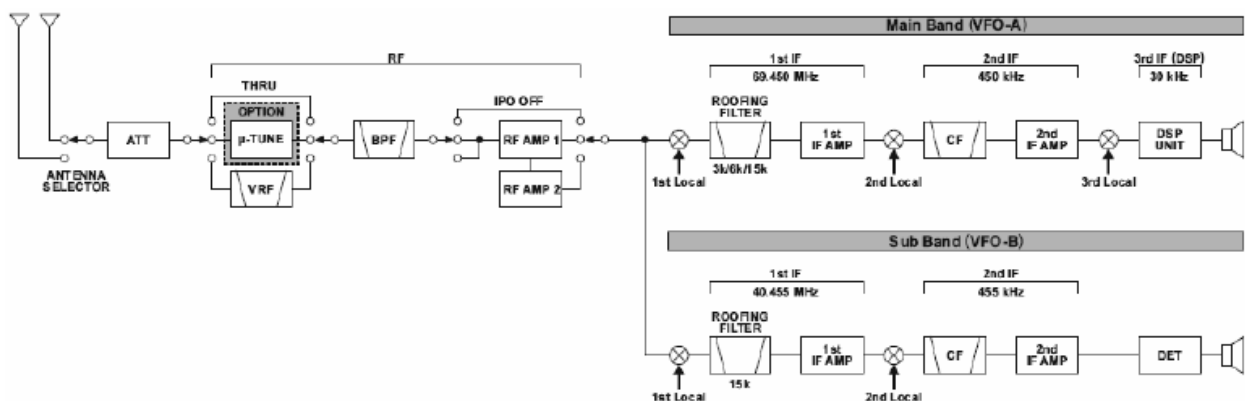 Main Band (VFO-A)
RF
1st IF
69.450 MHz
2nd IF
450 kHz
3rd IF (DSP)
30 kHz
THRU
OPTION
μ-TUNE
IPO OFF
ROOFING
FILTER
ATT
BPF
RF AMP 1
1st
IF AMP
CF
2nd
IF AMP
DSP
UNIT
ANTENNA
SELECTOR
VRF
RF AMP 2
1st Local
3k/6k/15k
2nd Local
3rd Local
Sub Band (VFO-B)
1st IF
40.455 MHz
2nd IF
455 kHz
ROOFING
FILTER
1st
IF AMP
CF
2nd
IF AMP
DET
1st Local
15k
2nd Local